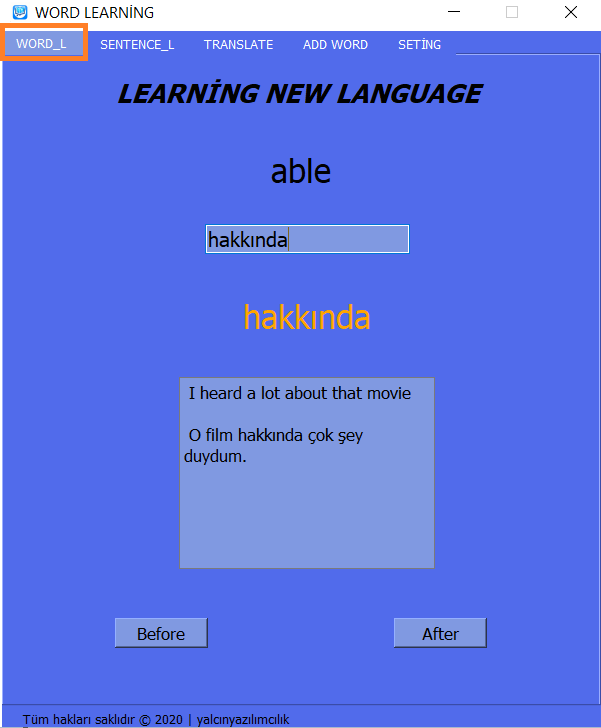 WORD LEARNİNG
WORD_L SENTENCE_L TRANSLATE ADD WORD SETİNG
LEARNİNG NEW LANGUAGE
able
hakkında
hakkında
I heard a lot about that movie
O film hakkında çok şey
duydum.
Before After
Tüm hakları saklıdır © 2020 | yalcınyazılımcılık